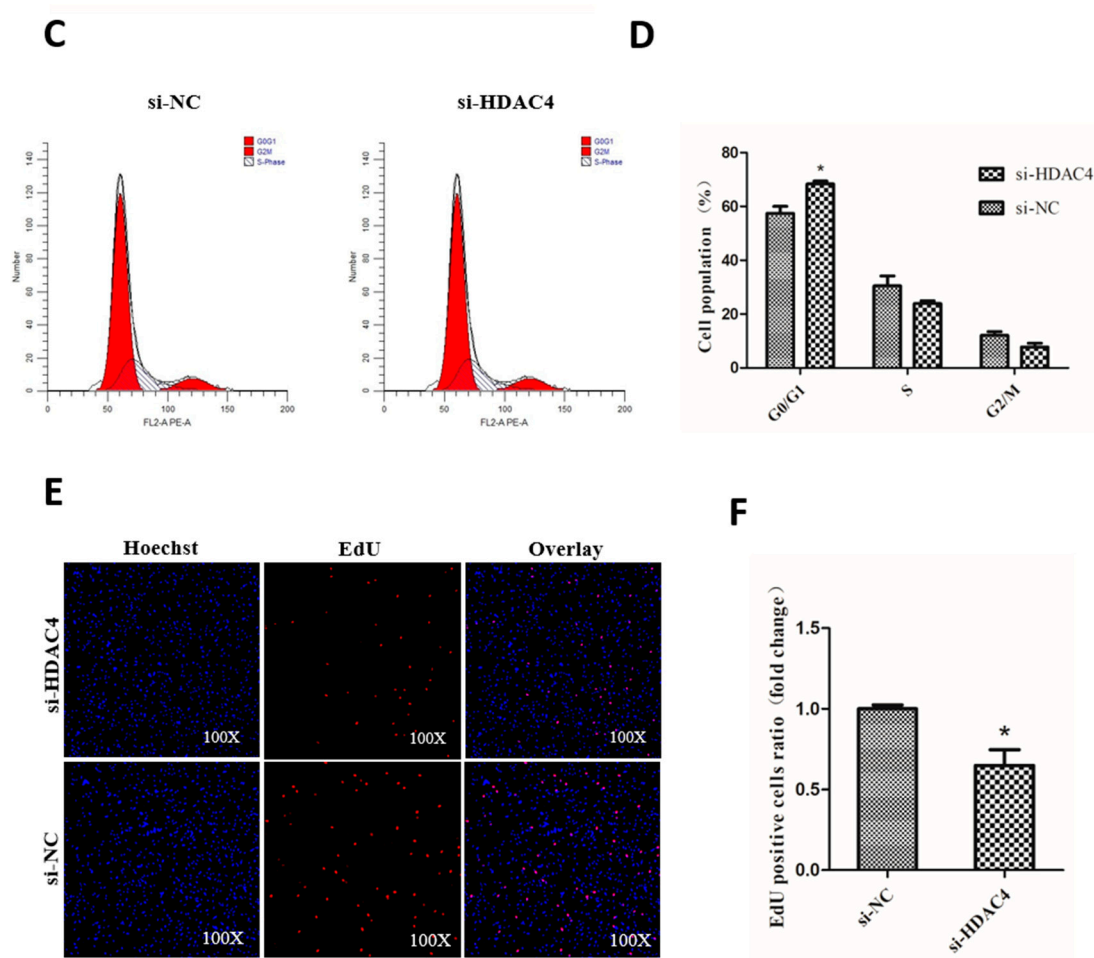 C
si-NC
G0G1
G2M
S-Phase
Number
140
120
100
80
60
40
20
0
0 50 100 150 200
FL2-A PE-A
si-HDAC4
G0G1
G2M
S-Phase
Number
140
120
100
80
60
40
20
0
0 50 100 150 200
FL2-A PE-A
D
si-HDAC4
si-NC
Cell population (%)
80
60
40
20
0
*
G0/G1 S G2/M
E
Hoechst EdU Overlay
si-HDAC4
100X 100X 100X
si-NC
100X 100X 100X
F
EdU positive cells ratio (fold change)
1.5
1.0
0.5
0.0
*
si-NC si-HDAC4